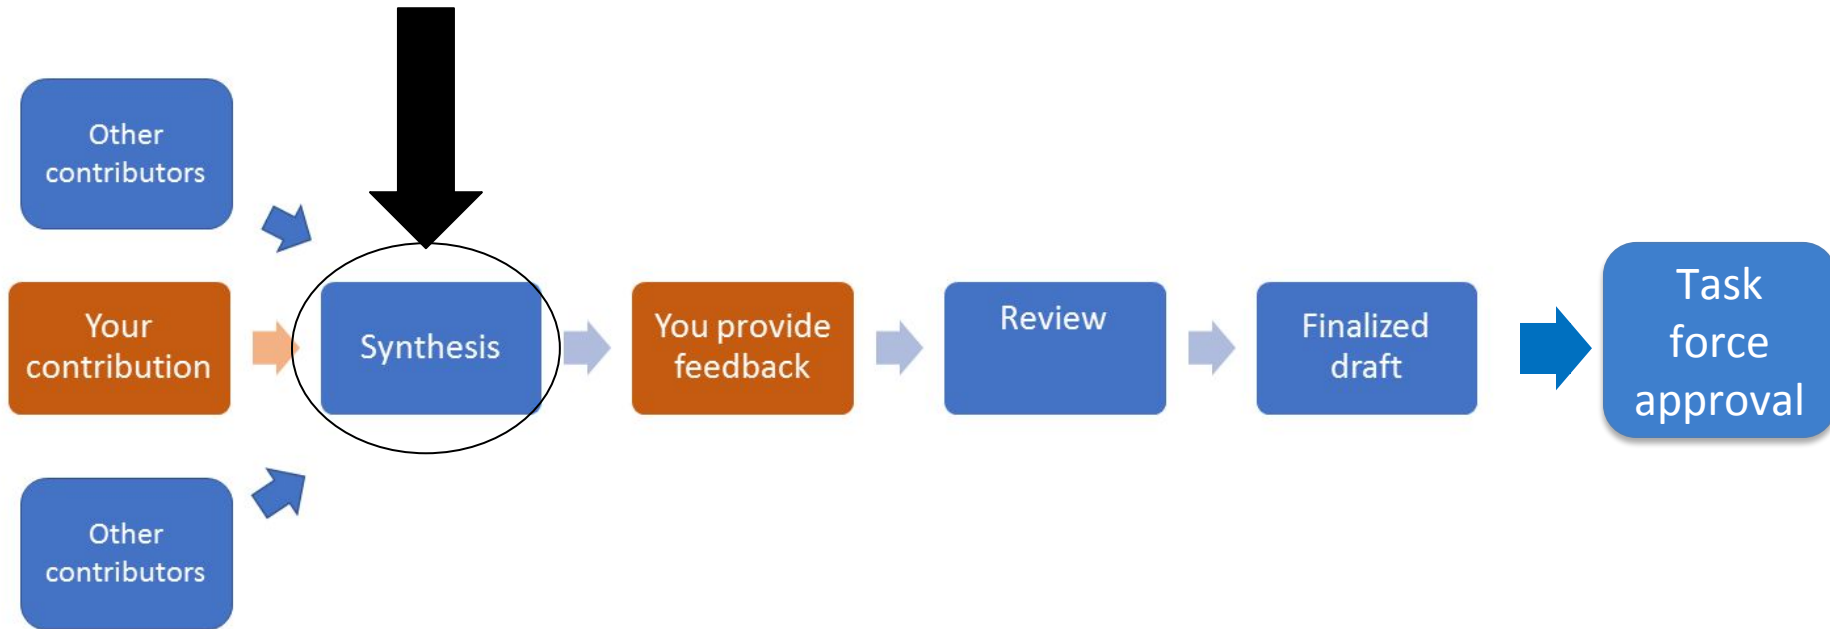 Other
contributors
Your
contribution
Other
contributors
Synthesis
You provide
feedback
Review
Finalized
draft
Task
force
approval